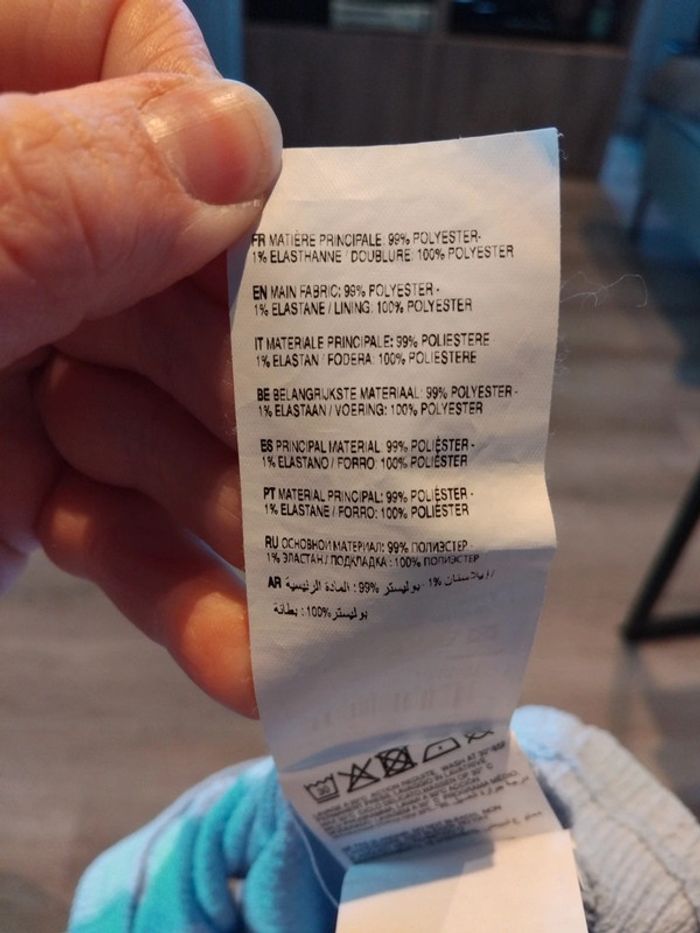 FR MATIÈRE PRINCIPALE: 99% POLYESTER-
1% ELASTHANNE / DOUBLURE: 100% POLYESTER
EN MAIN FABRIC: 99% POLYESTER -
1% ELASTANE / LINING: 100% POLYESTER
IT MATERIALE PRINCIPALE: 99% POLIESTERE
1% ELASTAN / FODERA: 100% POLIESTERE
BE BELANGRIJKSTE MATERIAAL: 99% POLYESTER -
1% ELASTAAN / VOERING: 100% POLYESTER
ES PRINCIPAL MATERIAL: 99% POLIÉSTER -
1% ELASTANO / FORRO: 100% POLIÉSTER
PT MATERIAL PRINCIPAL: 99% POLIÉSTER -
1% ELASTANE / FORRO: 100% POLIÉSTER
RU ОСНОВНОЙ МАТЕРИАЛ: 99% ПОЛИЭСТЕР -
1% ЭЛАСТАН / ПОДКЛАДКА : 100% ПОЛИЭСТЕР
AR المادة الرئيسية : 99% بوليستر - 1% إيلاستان /
بطانة : 100% بوليستر
30
WASH AT 30°